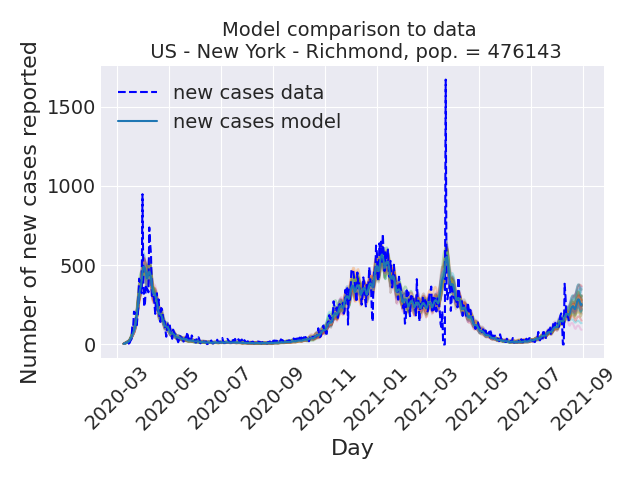 Model comparison to data
US - New York - Richmond, pop. = 476143
Number of new cases reported
1500
1000
500
0
new cases data
new cases model
2020-03
2020-05
2020-07
2020-09
2020-11
2021-01
2021-03
2021-05
2021-07
2021-09
Day